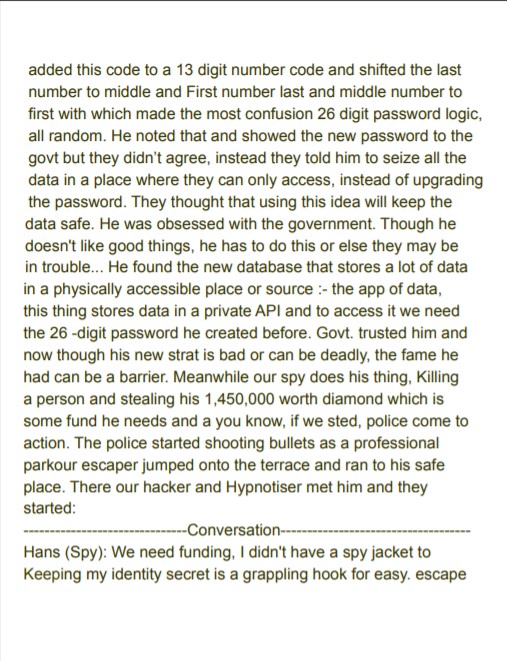 added this code to a 13 digit number code and shifted the last
number to middle and First number last and middle number to
first with which made the most confusion 26 digit password logic,
all random. He noted that and showed the new password to the
govt but they didn't agree, instead they told him to seize all the
data in a place where they can only access, instead of upgrading
the password. They thought that using this idea will keep the
data safe. He was obsessed with the government. Though he
doesn't like good things, he has to do this or else they may be
in trouble... He found the new database that stores a lot of data
in a physically accessible place or source :- the app of data,
this thing stores data in a private API and to access it we need
the 26 -digit password he created before. Govt. trusted him and
now though his new strat is bad or can be deadly, the fame he
had can be a barrier. Meanwhile our spy does his thing, Killing
a person and stealing his 1,450,000 worth diamond which is
some fund he needs and a you know, if we sted, police come to
action. The police started shooting bullets as a professional
parkour escaper jumped onto the terrace and ran to his safe
place. There our hacker and Hypnotiser met him and they
started:
-------------------------------Conversation------------------------------------
Hans (Spy): We need funding, I didn't have a spy jacket to
Keeping my identity secret is a grappling hook for easy. escape